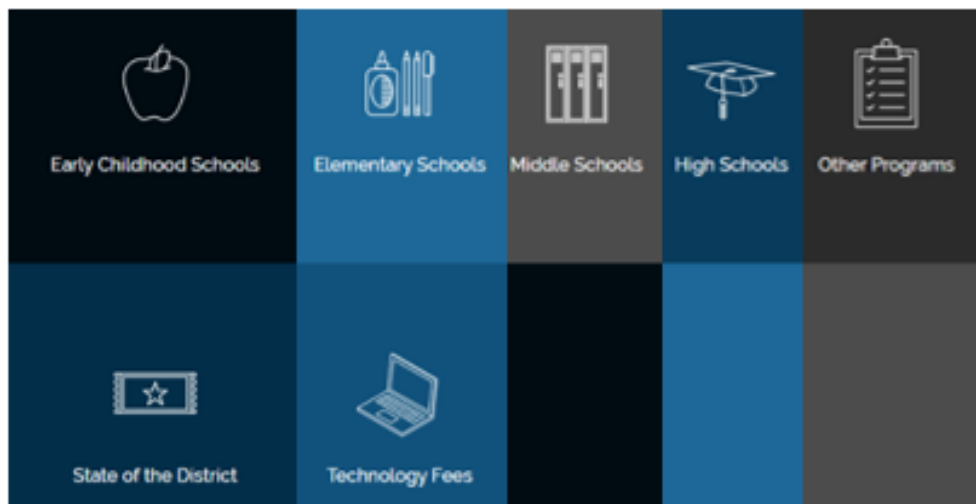 Early Childhood Schools
Elementary Schools
Middle Schools
High Schools
Other Programs
State of the District
Technology Fees